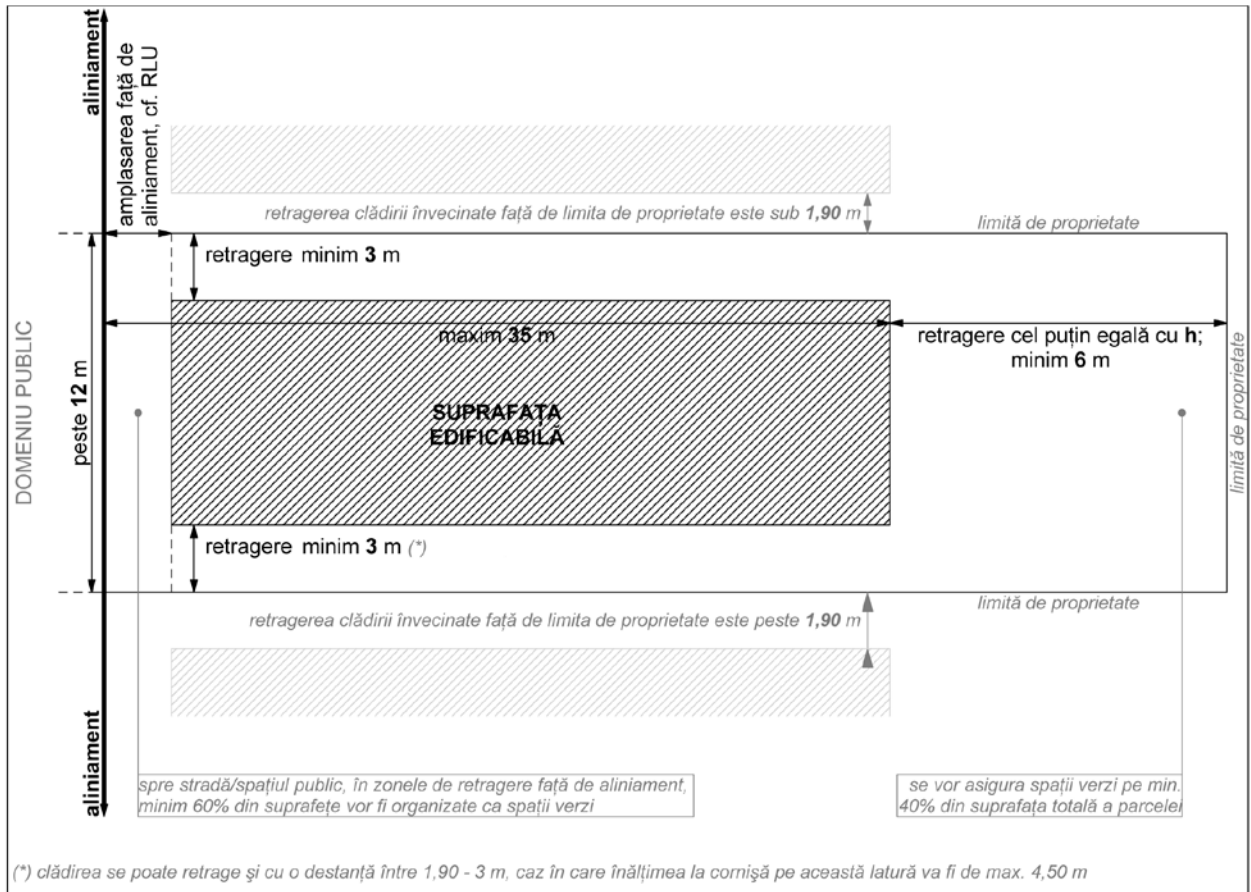 aliniament
amplasarea față de
aliniament, cf. RLU
retragerea clădirii învecinate față de limita de proprietate este sub 1,90 m
limită de proprietate
retragere minim 3 m
maxim 35 m
retragere cel puțin egală cu h;
minim 6 m
limită de proprietate
peste 12 m
DOMENIU PUBLIC
SUPRAFAȚA
EDIFICABILĂ
retragere minim 3 m (*)
limită de proprietate
retragerea clădirii învecinate față de limita de proprietate este peste 1,90 m
aliniament
spre stradă/spațiul public, în zonele de retragere față de aliniament,
minim 60% din suprafețe vor fi organizate ca spații verzi
se vor asigura spații verzi pe min.
40% din suprafața totală a parcelei
(*) clădirea se poate retrage şi cu o destanță între 1,90 - 3 m, caz în care înălțimea la cornişă pe această latură va fi de max. 4,50 m